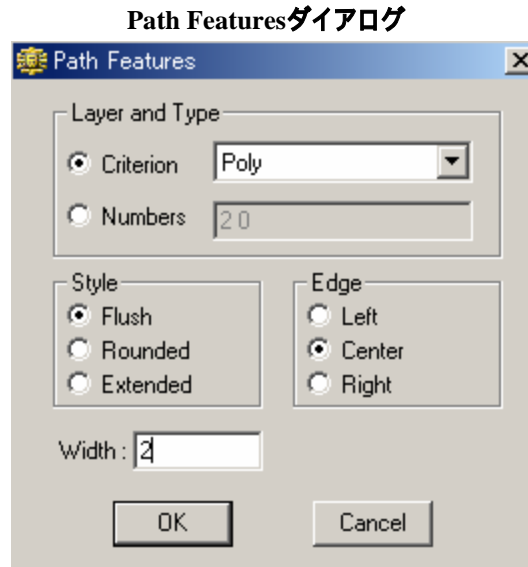 Path Featuresダイアログ
Path Features
Layer and Type
Criterion Poly
Numbers 2 0
Style
Flush
Rounded
Extended
Edge
Left
Center
Right
Width : 2
OK Cancel